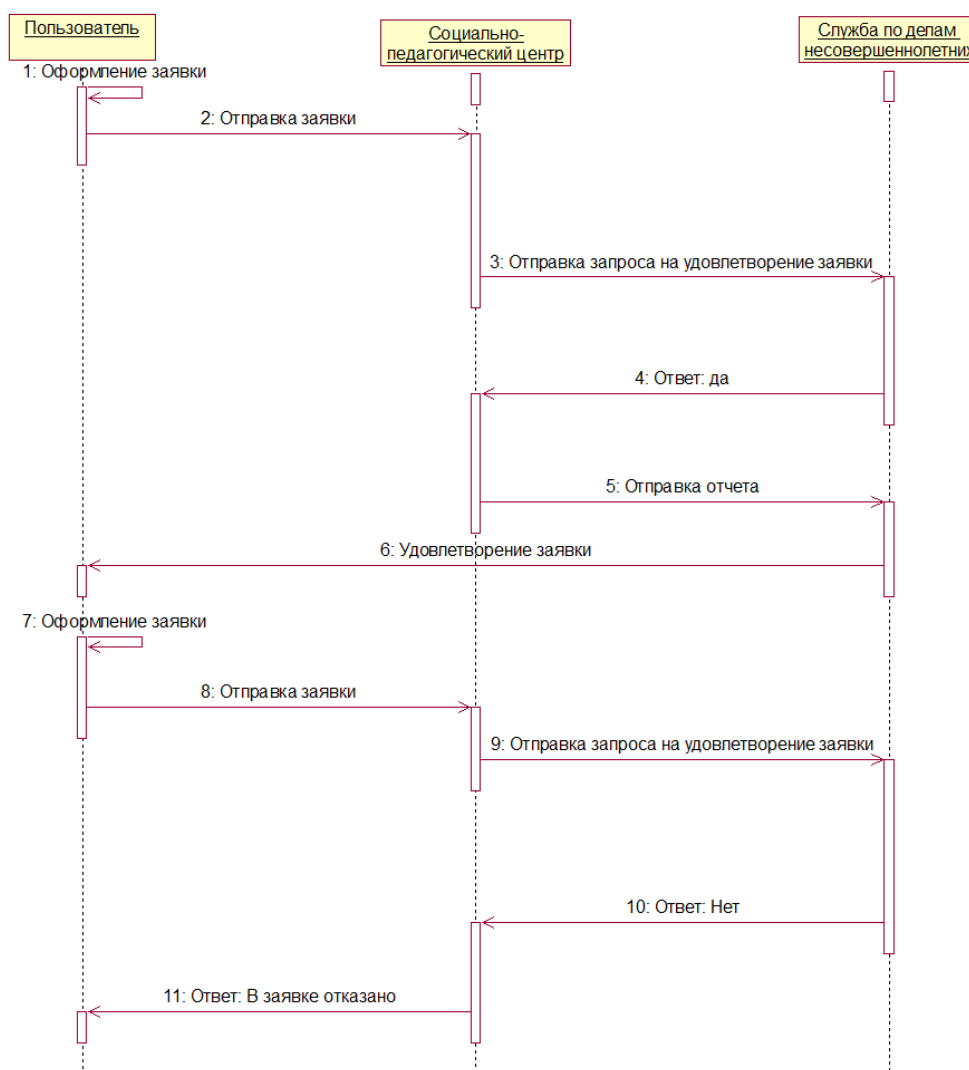 Пользователь
Социально-
педагогический центр
Служба по делам
несовершеннолетних
1: Оформление заявки
2: Отправка заявки
3: Отправка запроса на удовлетворение заявки
4: Ответ: да
5: Отправка отчета
6: Удовлетворение заявки
7: Оформление заявки
8: Отправка заявки
9: Отправка запроса на удовлетворение заявки
10: Ответ: Нет
11: Ответ: В заявке отказано